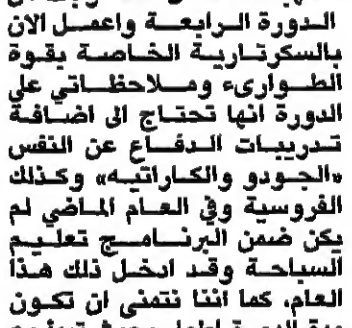 الدورة الرابعة واعمل الان
بالسكرتارية الخاصة بقوة
الطوارىء وملاحظاتي على
الدورة انها تحتاج الى اضافة
تدريبات الدفاع عن النفس
«الجودو والكاراتيه» وكذلك
الفروسية وفي العام الماضي لم
يكن ضمن البرنامج تعليم
السباحة وقد ادخل ذلك هذا
العام، كما اننا نتمنى ان تكون